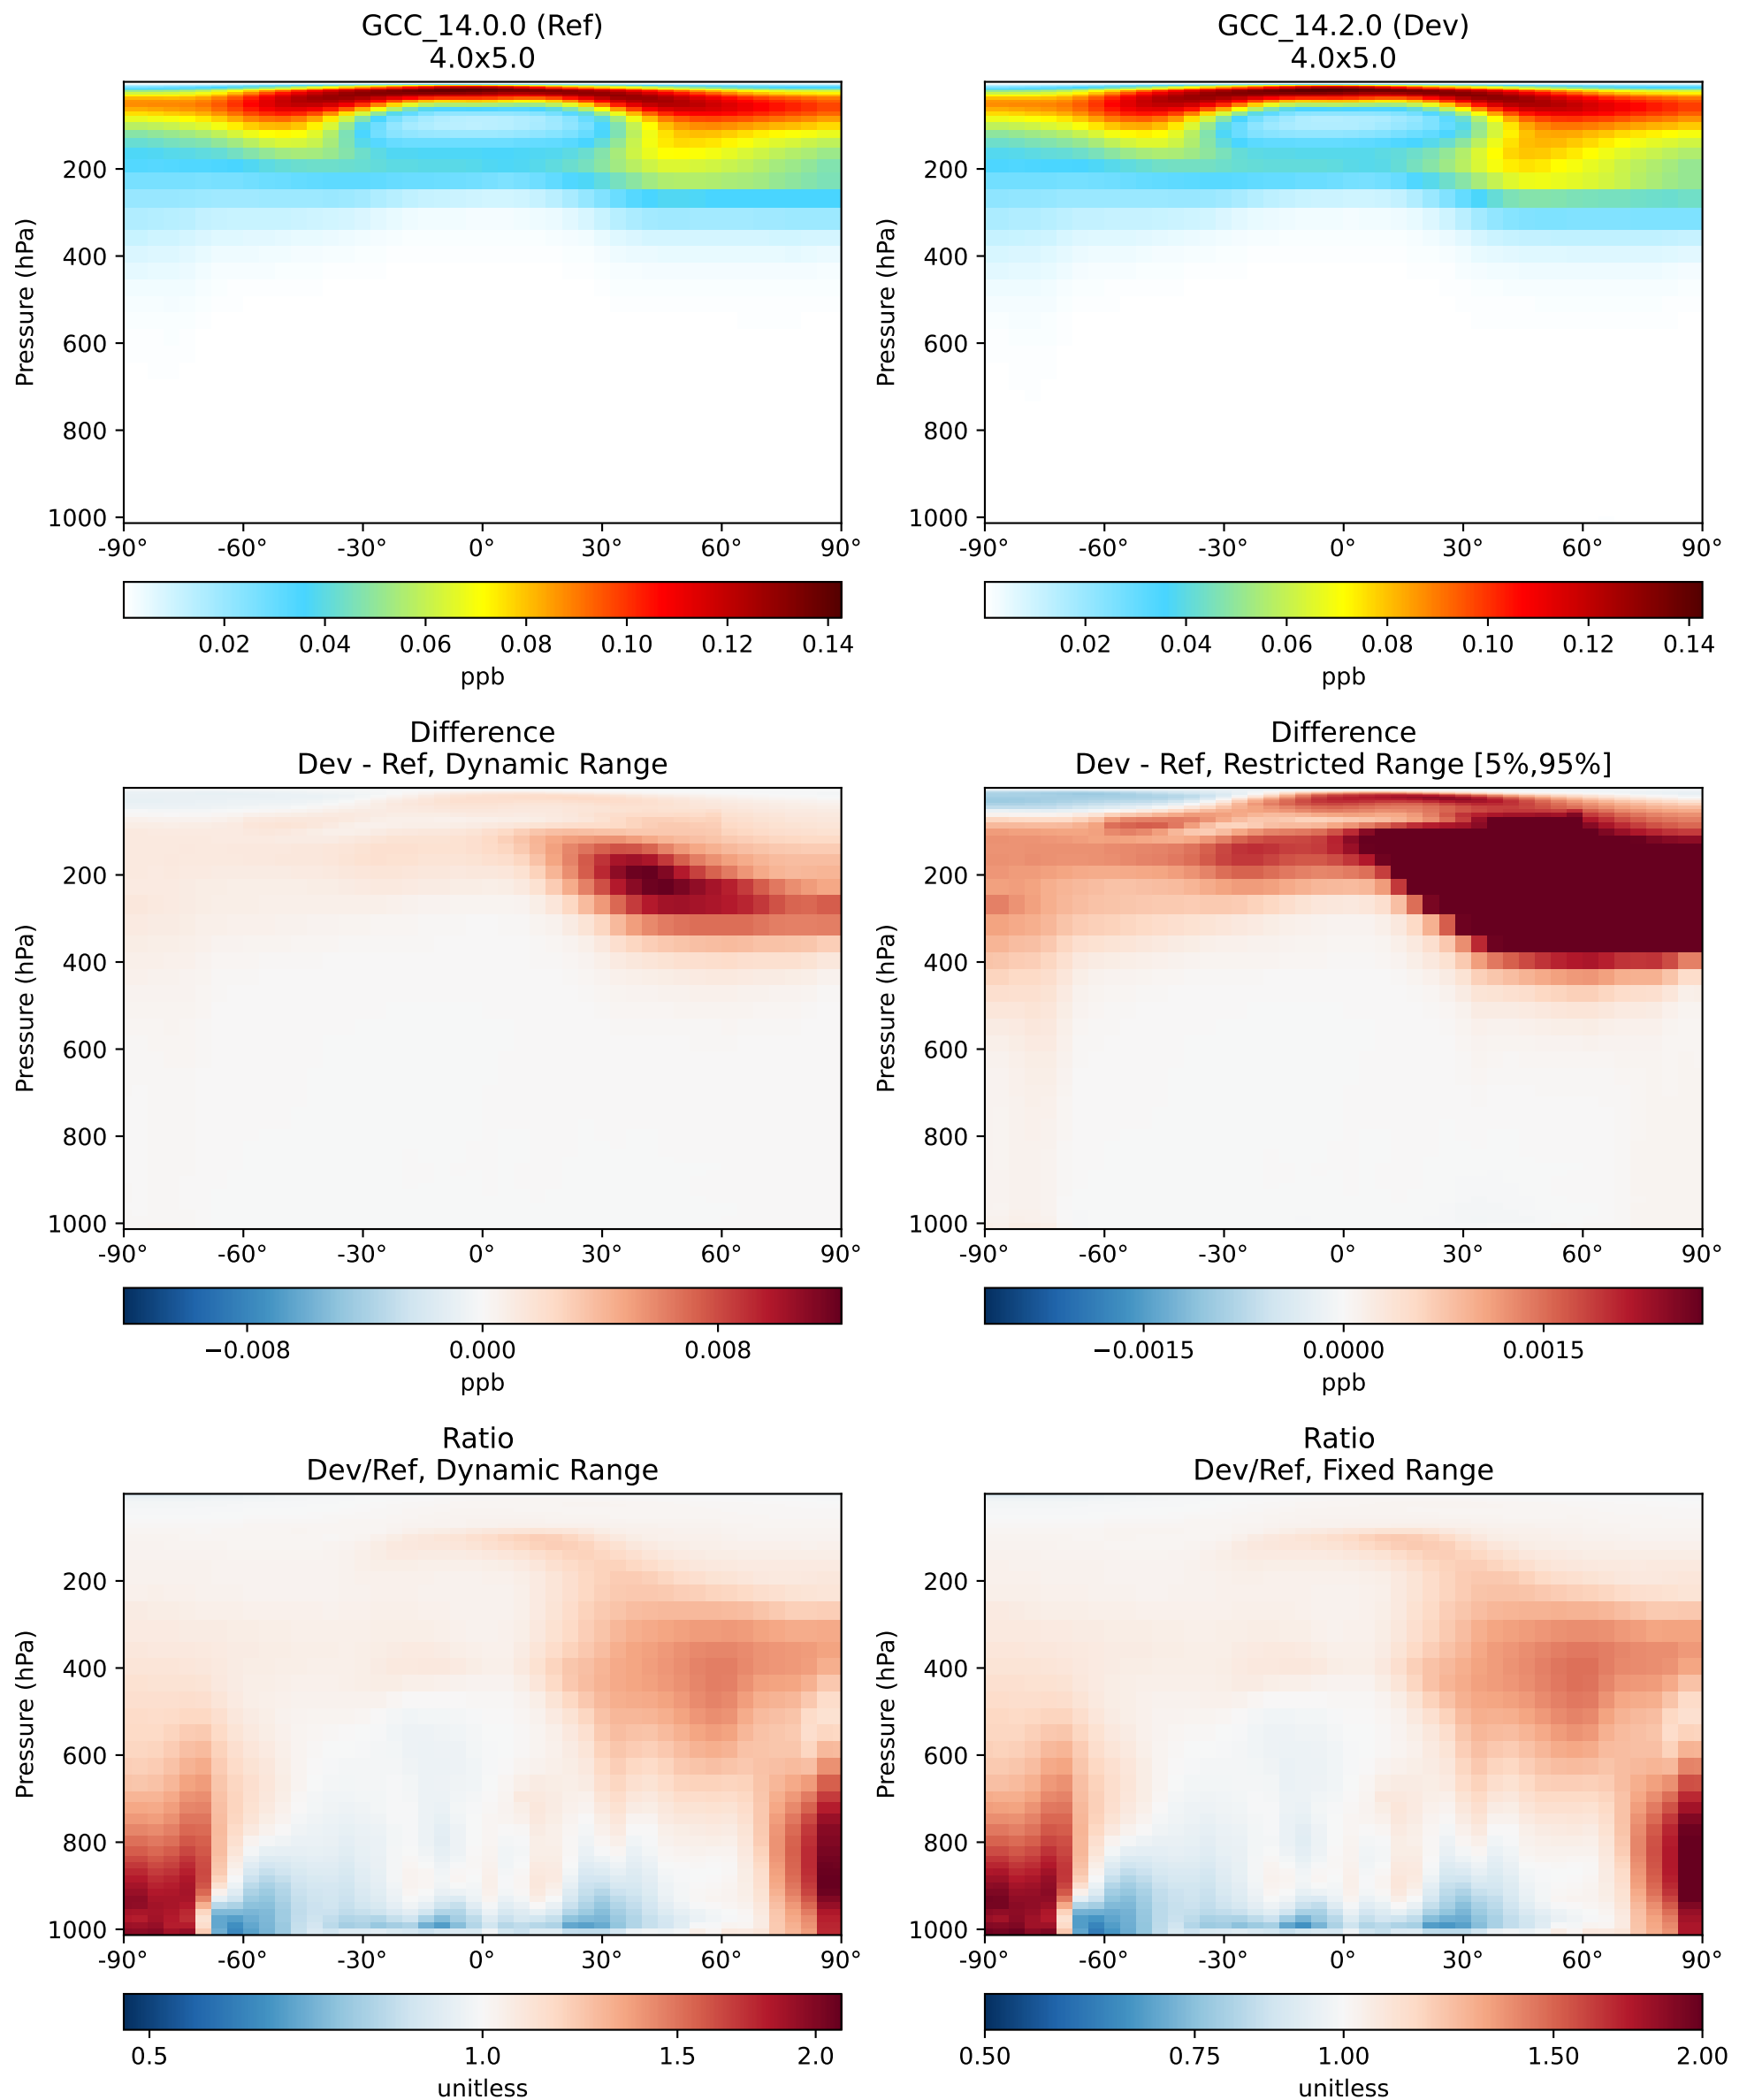 GCC_14.0.0 (Ref)
4.0x5.0
Pressure (hPa)
200
400
600
800
1000
-90° -60° -30° 0° 30° 60° 90°
0.02 0.04 0.06 0.08 0.10 0.12 0.14
ppb
GCC_14.2.0 (Dev)
4.0x5.0
Pressure (hPa)
200
400
600
800
1000
-90° -60° -30° 0° 30° 60° 90°
0.02 0.04 0.06 0.08 0.10 0.12 0.14
ppb
Difference
Dev - Ref, Dynamic Range
Pressure (hPa)
200
400
600
800
1000
-90° -60° -30° 0° 30° 60° 90°
−0.008 0.000 0.008
ppb
Difference
Dev - Ref, Restricted Range [5%,95%]
Pressure (hPa)
200
400
600
800
1000
-90° -60° -30° 0° 30° 60° 90°
−0.0015 0.0000 0.0015
ppb
Ratio
Dev/Ref, Dynamic Range
Pressure (hPa)
200
400
600
800
1000
-90° -60° -30° 0° 30° 60° 90°
0.5 1.0 1.5 2.0
unitless
Ratio
Dev/Ref, Fixed Range
Pressure (hPa)
200
400
600
800
1000
-90° -60° -30° 0° 30° 60° 90°
0.50 0.75 1.00 1.50 2.00
unitless